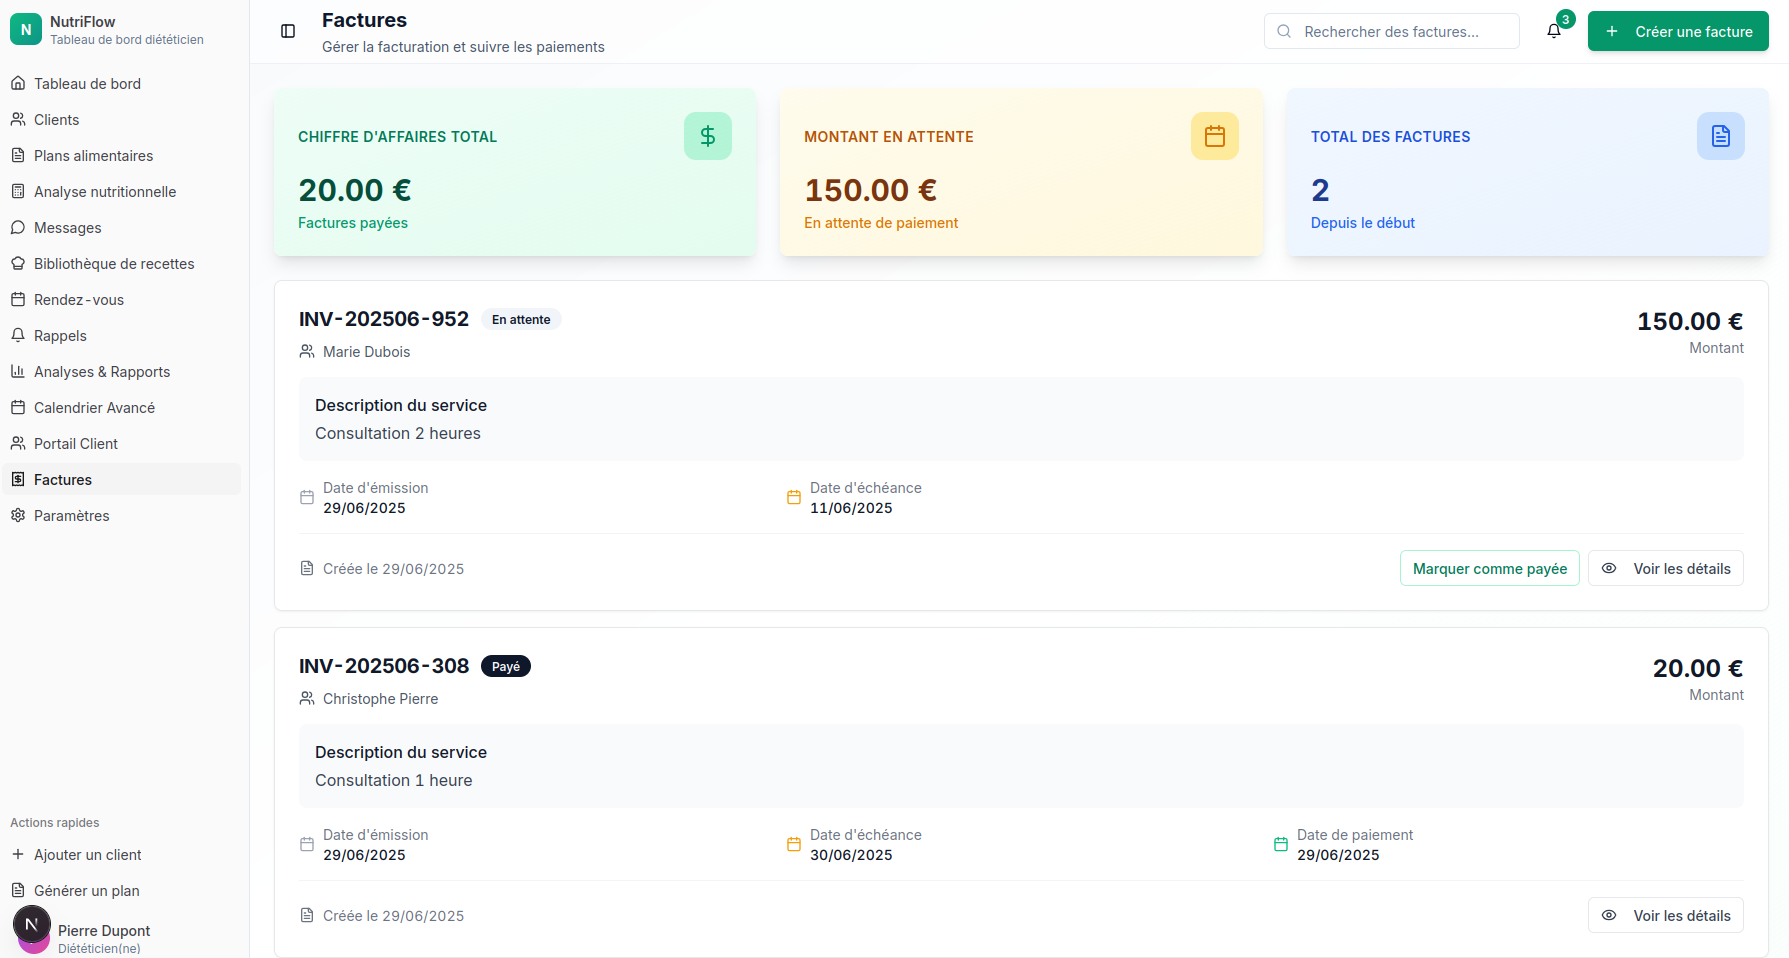 N
NutriFlow
Tableau de bord diététicien
Tableau de bord
Clients
Plans alimentaires
Analyse nutritionnelle
Messages
Bibliothèque de recettes
Rendez-vous
Rappels
Analyses & Rapports
Calendrier Avancé
Portail Client
Factures
Paramètres
Actions rapides
Ajouter un client
Générer un plan
N
Pierre Dupont
Diététicien(ne)
Factures
Gérer la facturation et suivre les paiements
Rechercher des factures...
3
Créer une facture
CHIFFRE D'AFFAIRES TOTAL
20.00 €
Factures payées
MONTANT EN ATTENTE
150.00 €
En attente de paiement
TOTAL DES FACTURES
2
Depuis le début
INV-202506-952 En attente
Marie Dubois
150.00 €
Montant
Description du service
Consultation 2 heures
Date d'émission
29/06/2025
Date d'échéance
11/06/2025
Créée le 29/06/2025
Marquer comme payée
Voir les détails
INV-202506-308 Payé
Christophe Pierre
20.00 €
Montant
Description du service
Consultation 1 heure
Date d'émission
29/06/2025
Date d'échéance
30/06/2025
Date de paiement
29/06/2025
Créée le 29/06/2025
Voir les détails